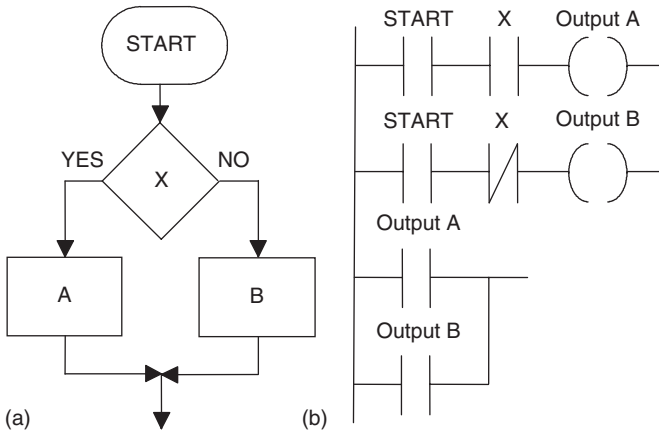 START
YES
X
NO
A
B
(a)
START X Output A
START X Output B
Output A
Output B
(b)